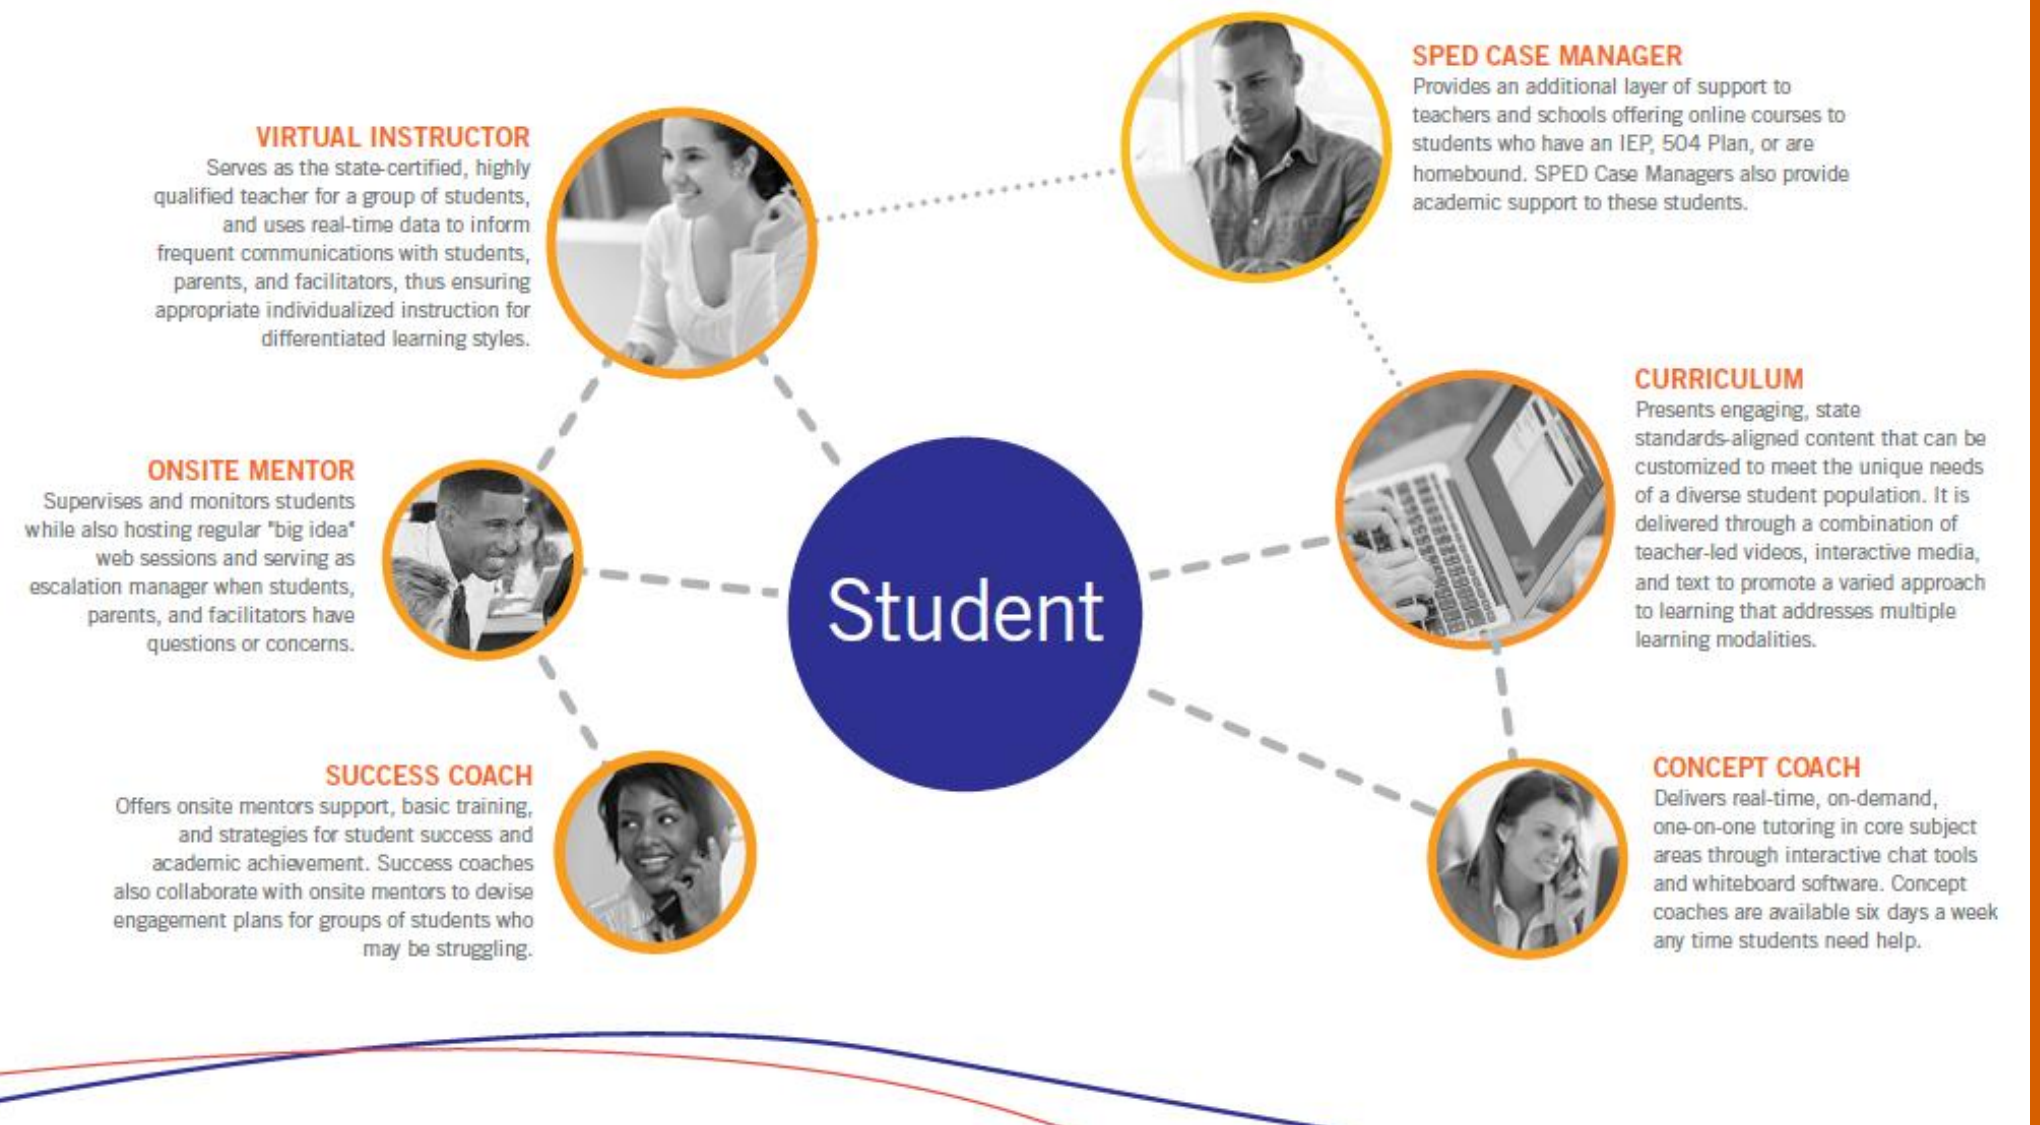 VIRTUAL INSTRUCTOR
Serves as the state-certified, highly
qualified teacher for a group of students,
and uses real-time data to inform
frequent communications with students,
parents, and facilitators, thus ensuring
appropriate individualized instruction for
differentiated learning styles.
SPED CASE MANAGER
Provides an additional layer of support to
teachers and schools offering online courses to
students who have an IEP, 504 Plan, or are
homebound. SPED Case Managers also provide
academic support to these students.
ONSITE MENTOR
Supervises and monitors students
while also hosting regular "big idea"
web sessions and serving as
escalation manager when students,
parents, and facilitators have
questions or concerns.
Student
CURRICULUM
Presents engaging, state
standards-aligned content that can be
customized to meet the unique needs
of a diverse student population. It is
delivered through a combination of
teacher-led videos, interactive media,
and text to promote a varied approach
to learning that addresses multiple
learning modalities.
SUCCESS COACH
Offers onsite mentors support, basic training,
and strategies for student success and
academic achievement. Success coaches
also collaborate with onsite mentors to devise
engagement plans for groups of students who
may be struggling.
CONCEPT COACH
Delivers real-time, on-demand,
one-on-one tutoring in core subject
areas through interactive chat tools
and whiteboard software. Concept
coaches are available six days a week
any time students need help.